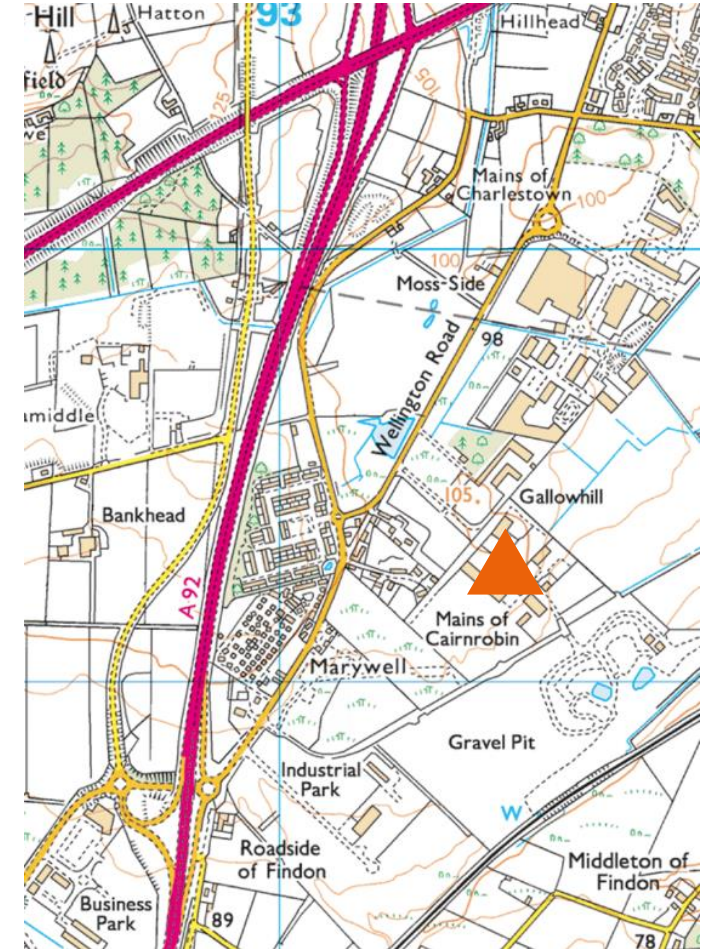 Hill
Hatton
93
Hillhead
field
105
25
Mains of
Charlestown
100
100
Moss-Side
98
Wellington Road
amiddle
105.
Gallowhill
Bankhead
A 92
Mains of
Cairnrobin
Marywell
Gravel Pit
Industrial
Park
W
Roadside
of Findon
Middleton of
Findon
Business
Park
89
78